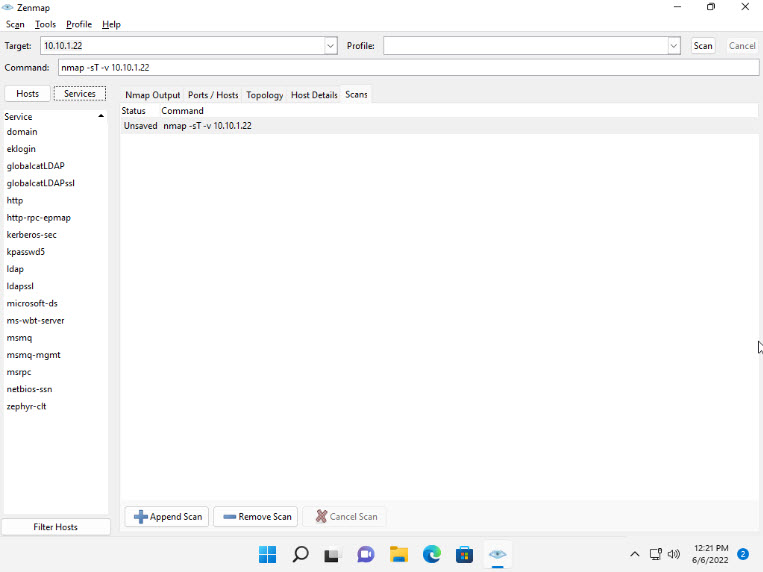 Zenmap
Scan Tools Profile Help
Target: 10.10.1.22 Profile: Scan Cancel
Command: nmap -sT -v 10.10.1.22
Hosts Services Nmap Output Ports / Hosts Topology Host Details Scans
Service
Status Command
Unsaved nmap -sT -v 10.10.1.22
domain
eklogin
globalcatLDAP
globalcatLDAPssl
http
http-rpc-epmap
kerberos-sec
kpasswd5
ldap
ldapssl
microsoft-ds
ms-wbt-server
msmq
msmq-mgmt
msrpc
netbios-ssn
zephyr-clt
Append Scan Remove Scan Cancel Scan
Filter Hosts
12:21 PM
6/6/2022
2